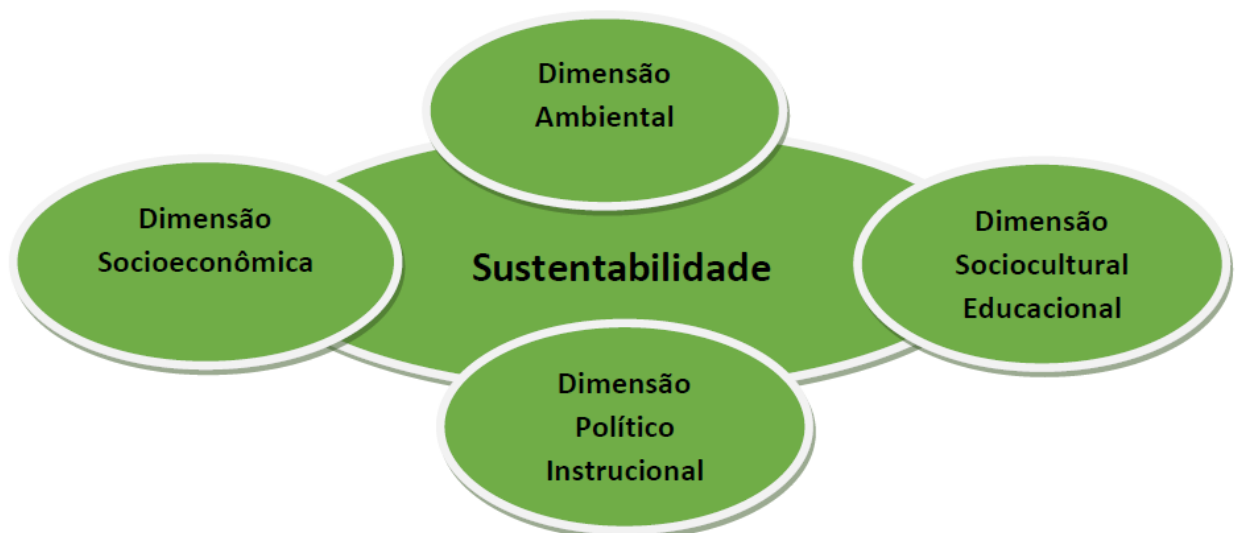 Dimensão
Ambiental
Dimensão
Socioeconômica
Sustentabilidade
Dimensão
Sociocultural
Educacional
Dimensão
Político
Instrucional